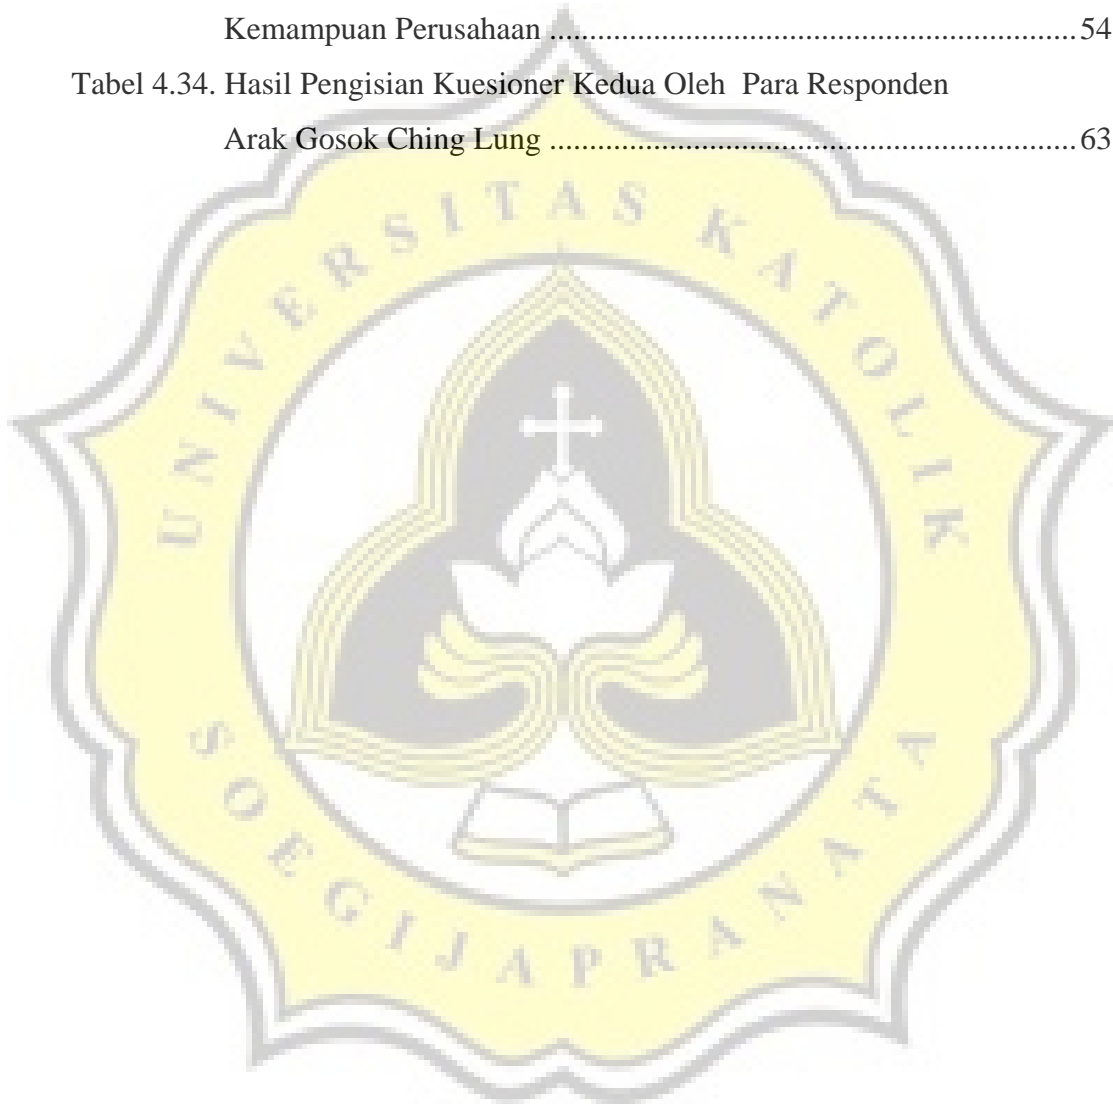 Kemampuan Perusahaan .................................................................. 54
Tabel 4.34. Hasil Pengisian Kuesioner Kedua Oleh Para Responden
Arak Gosok Ching Lung .................................................................. 63
UNIVERSITAS KATOLIK
SOEGIJAPRANATA